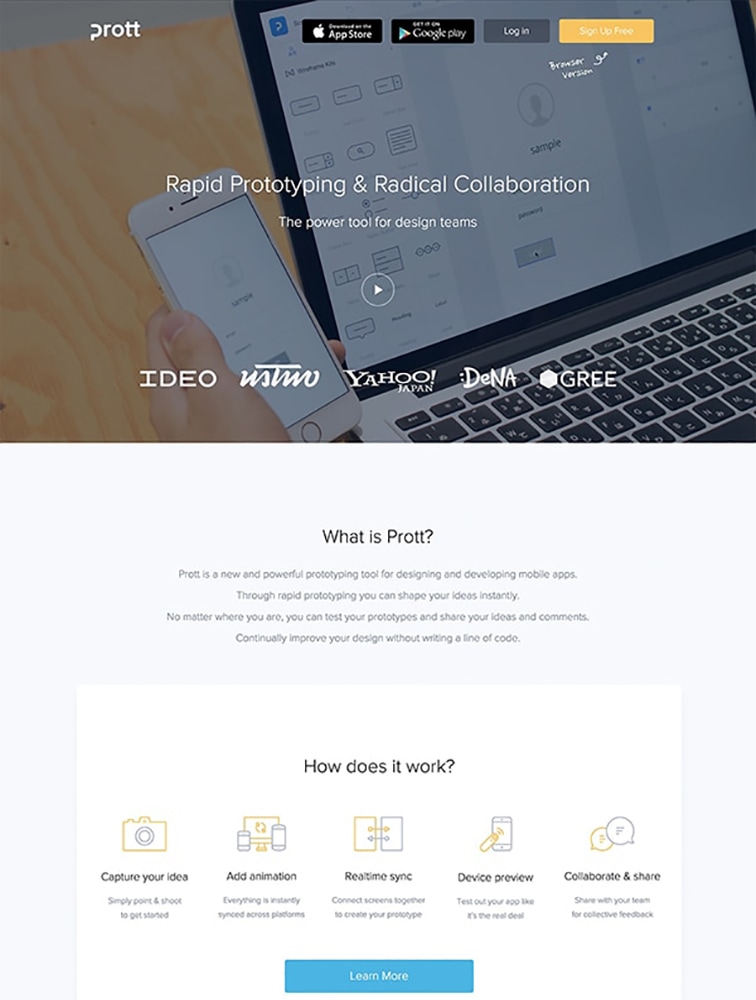 prott
Download on the
App Store
GET IT ON
Google play
Log in
Sign Up Free
Browser
Version
Wireframe Kits
sample
Rapid Prototyping & Radical Collaboration
The power tool for design teams
password
sample
Heading
IDEO
ustwo
YAHOO!
JAPAN
:DeNA
GREE
What is Prott?
Prott is a new and powerful prototyping tool for designing and developing mobile apps.
Through rapid prototyping you can shape your ideas instantly.
No matter where you are, you can test your prototypes and share your ideas and comments.
Continually improve your design without writing a line of code.
How does it work?
Capture your idea
Simply point & shoot
to get started
Add animation
Everything is instantly
synced across platforms
Realtime sync
Connect screens together
to create your prototype
Device preview
Test out your app like
it's the real deal
Collaborate & share
Share with your team
for collective feedback
Learn More